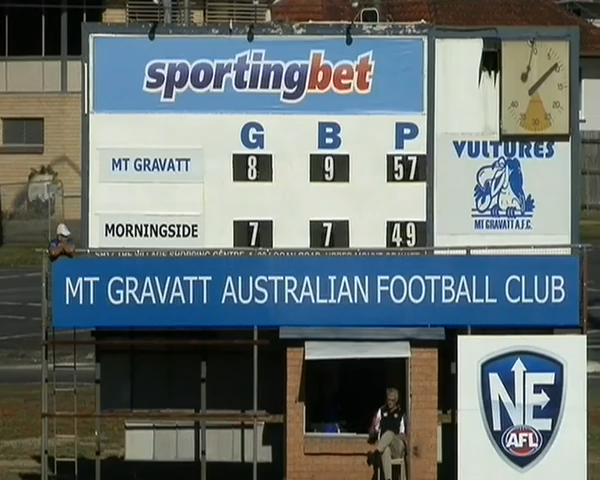 sportingbet
G B P
MT GRAVATT 8 9 57
MORNINGSIDE 7 7 49
VULTURES
MT GRAVATT A.F.C.
MT GRAVATT AUSTRALIAN FOOTBALL CLUB
NE
AFL